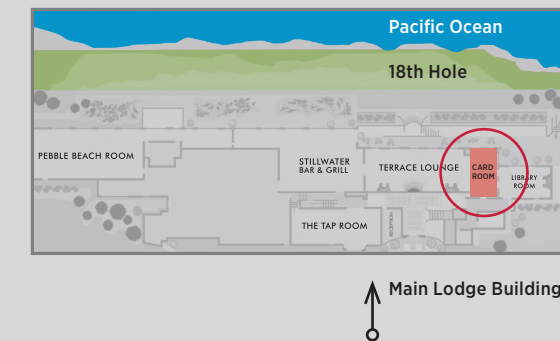 Pacific Ocean
18th Hole
PEBBLE BEACH ROOM
STILLWATER
BAR & GRILL
TERRACE LOUNGE
CARD
ROOM
LIBRARY
ROOM
THE TAP ROOM
RECEPTION
Main Lodge Building